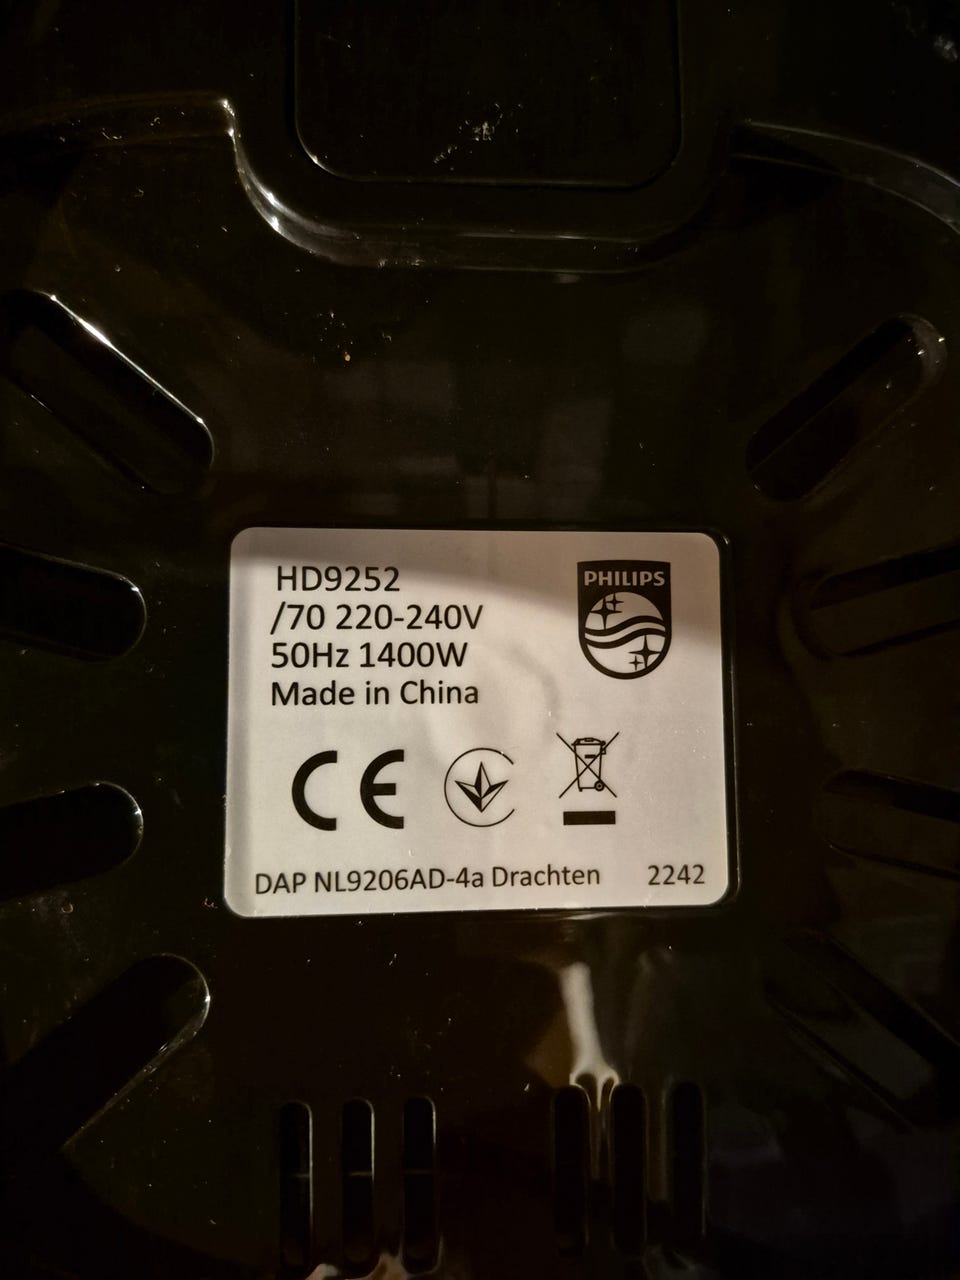 HD9252
/70 220-240V
50Hz 1400W
Made in China
PHILIPS
CE
DAP NL9206AD-4a Drachten 2242